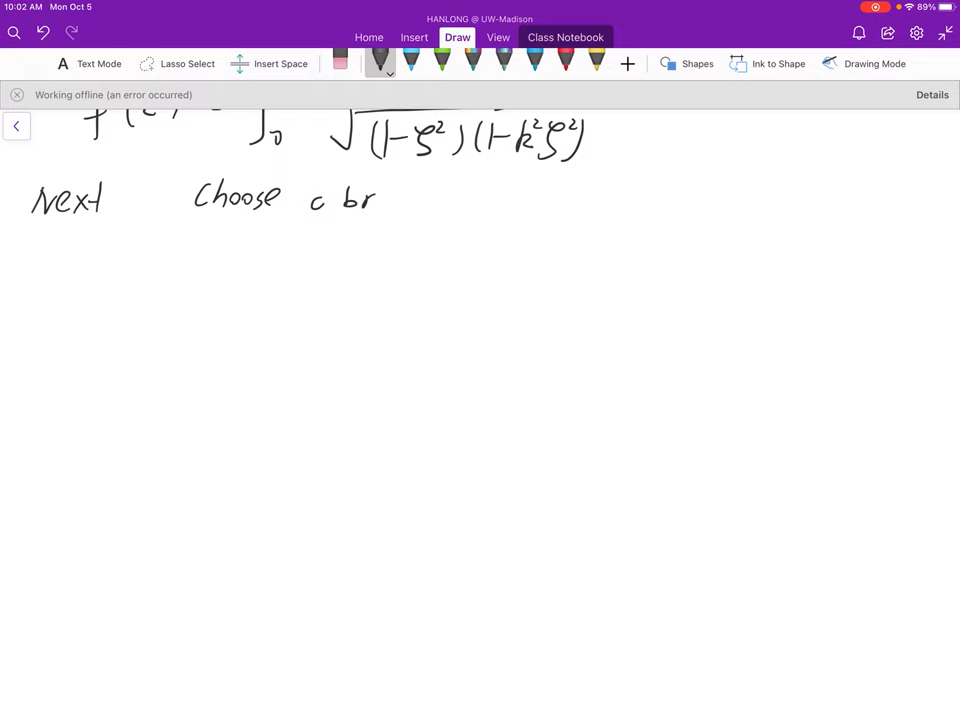 10:02 AM Mon Oct 5
89%
HANLONG @ UW-Madison
Home Insert Draw View Class Notebook
Text Mode Lasso Select Insert Space Shapes Ink to Shape Drawing Mode
Working offline (an error occurred) Details
∫₀ √(1-ζ²)(1-k²ζ²)
Next Choose a br